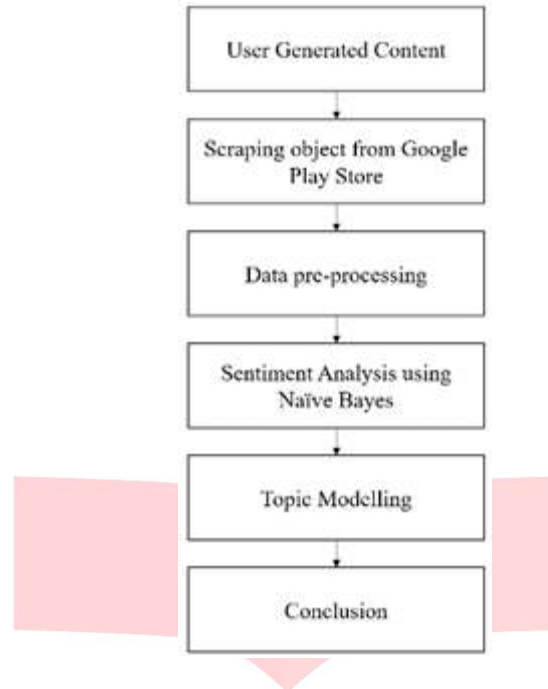 User Generated Content
Scraping object from Google
Play Store
Data pre-processing
Sentiment Analysis using
Naïve Bayes
Topic Modelling
Conclusion